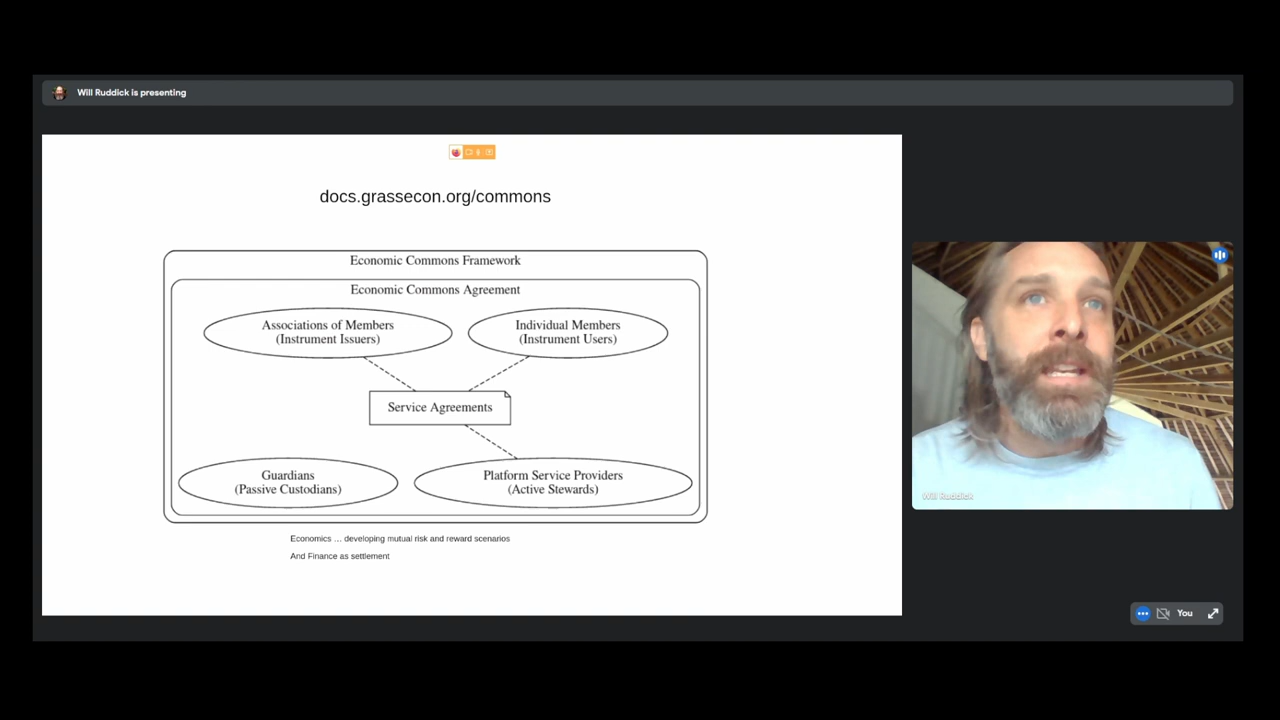 Will Ruddick is presenting
docs.grassecon.org/commons
Economic Commons Framework
Economic Commons Agreement
Associations of Members
(Instrument Issuers)
Individual Members
(Instrument Users)
Service Agreements
Guardians
(Passive Custodians)
Platform Service Providers
(Active Stewards)
Economics ... developing mutual risk and reward scenarios
And Finance as settlement
Will Ruddick
You